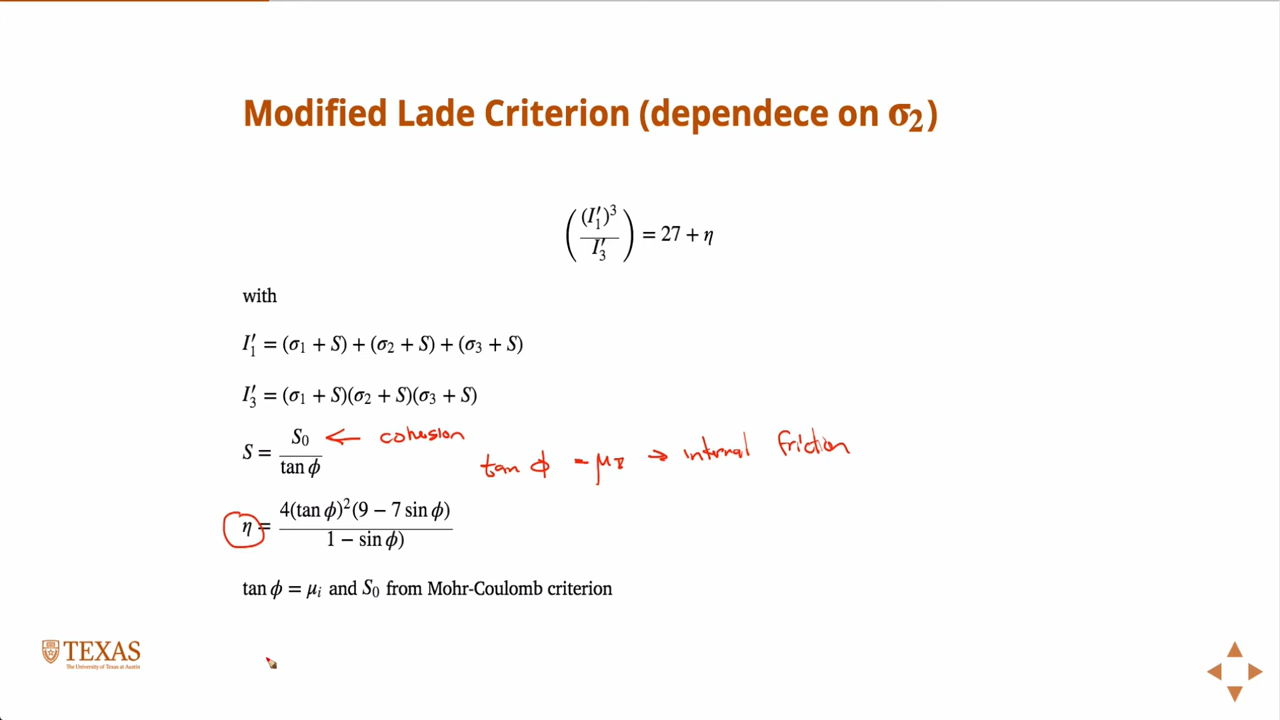 Modified Lade Criterion (dependece on σ₂)
((I′₁)³ / I′₃) = 27 + η
with
I′₁ = (σ₁ + S) + (σ₂ + S) + (σ₃ + S)
I′₃ = (σ₁ + S)(σ₂ + S)(σ₃ + S)
S = S₀ / tan ϕ ← cohesion
tan ϕ = μᵢ → internal friction
η = 4(tan ϕ)²(9 − 7 sin ϕ) / 1 − sin ϕ)
tan ϕ = μᵢ and S₀ from Mohr-Coulomb criterion
TEXAS
The University of Texas at Austin